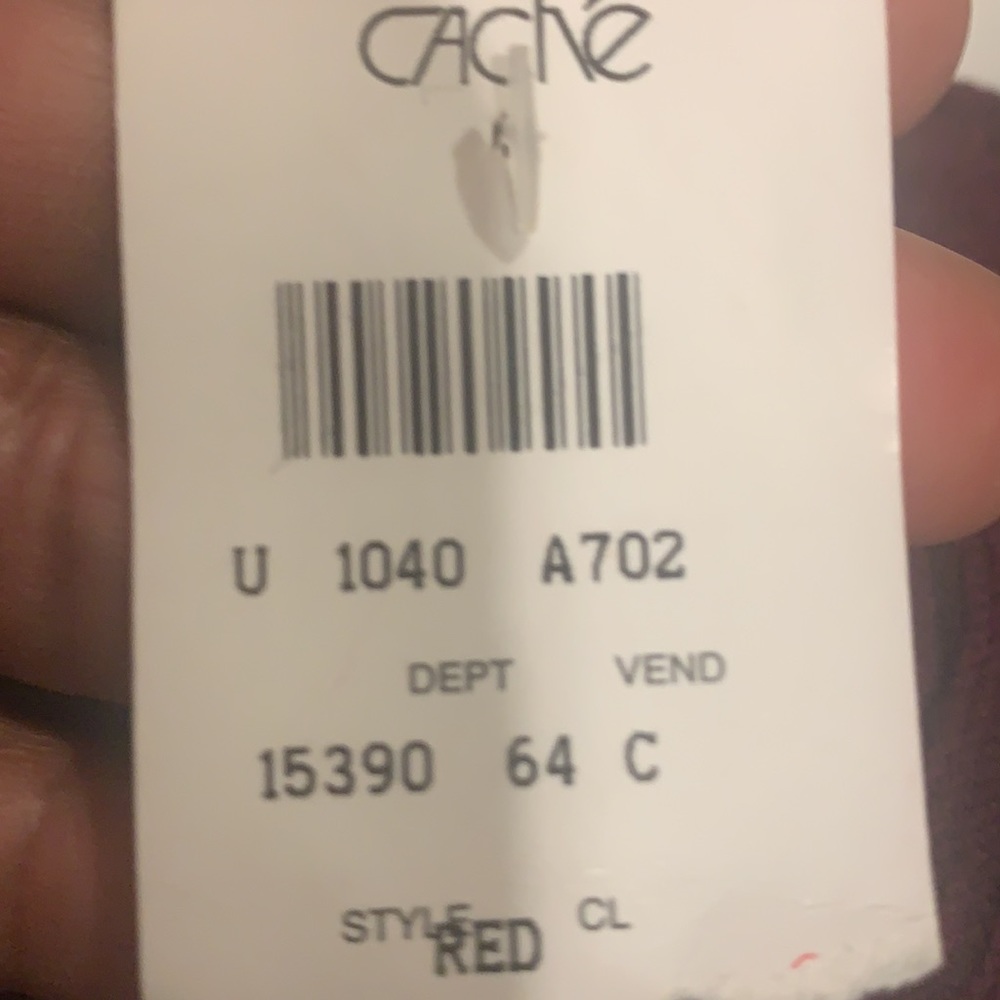 CACHÉ
U 1040 A702
DEPT VEND
15390 64 C
STYLE CL
RED